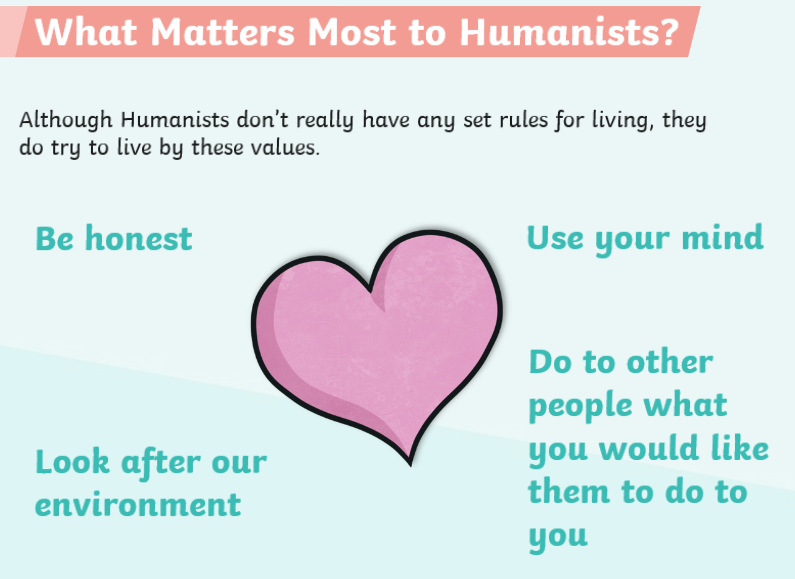 What Matters Most to Humanists?
Although Humanists don't really have any set rules for living, they
do try to live by these values.
Be honest
Use your mind
Look after our
environment
Do to other
people what
you would like
them to do to
you